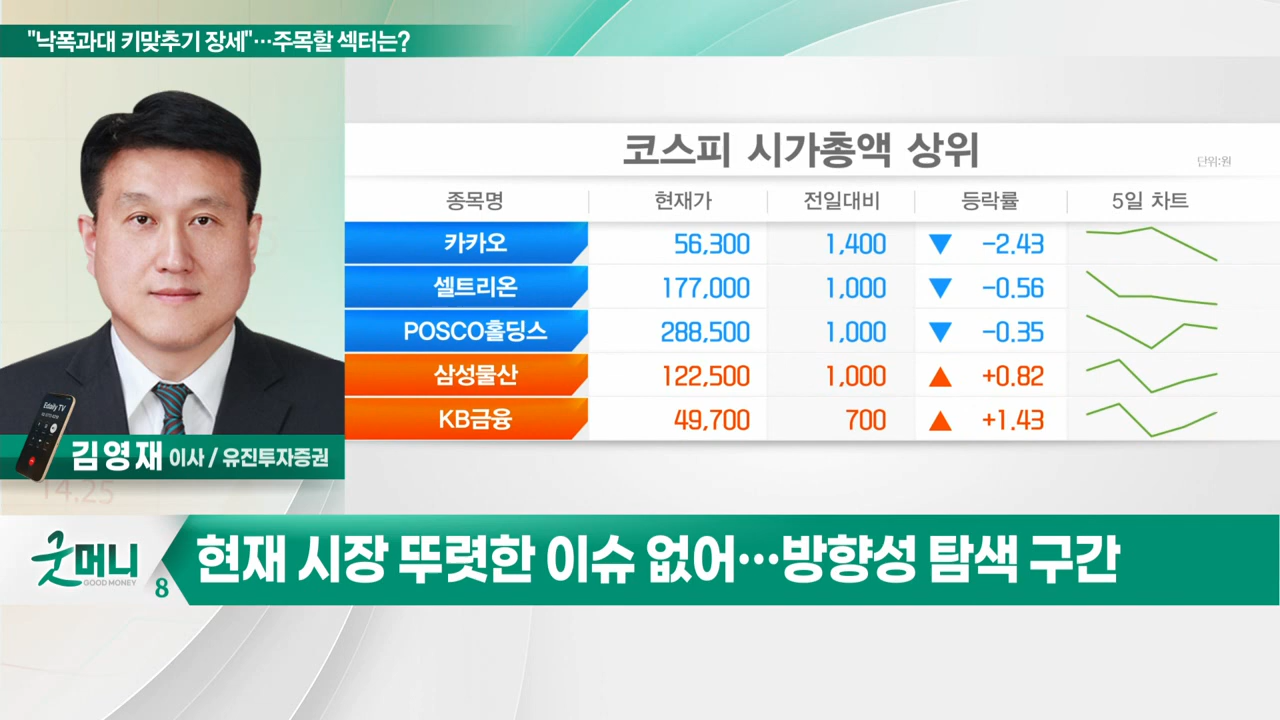 "낙폭과대 키맞추기 장세"…주목할 섹터는?
코스피 시가총액 상위
단위:원
종목명 현재가 전일대비 등락률 5일 차트
카카오 56,300 1,400 ▼ -2.43
셀트리온 177,000 1,000 ▼ -0.56
POSCO홀딩스 288,500 1,000 ▼ -0.35
삼성물산 122,500 1,000 ▲ +0.82
KB금융 49,700 700 ▲ +1.43
Edaily TV
김영재 이사 / 유진투자증권
14.25
굿머니
GOOD MONEY
8
현재 시장 뚜렷한 이슈 없어…방향성 탐색 구간